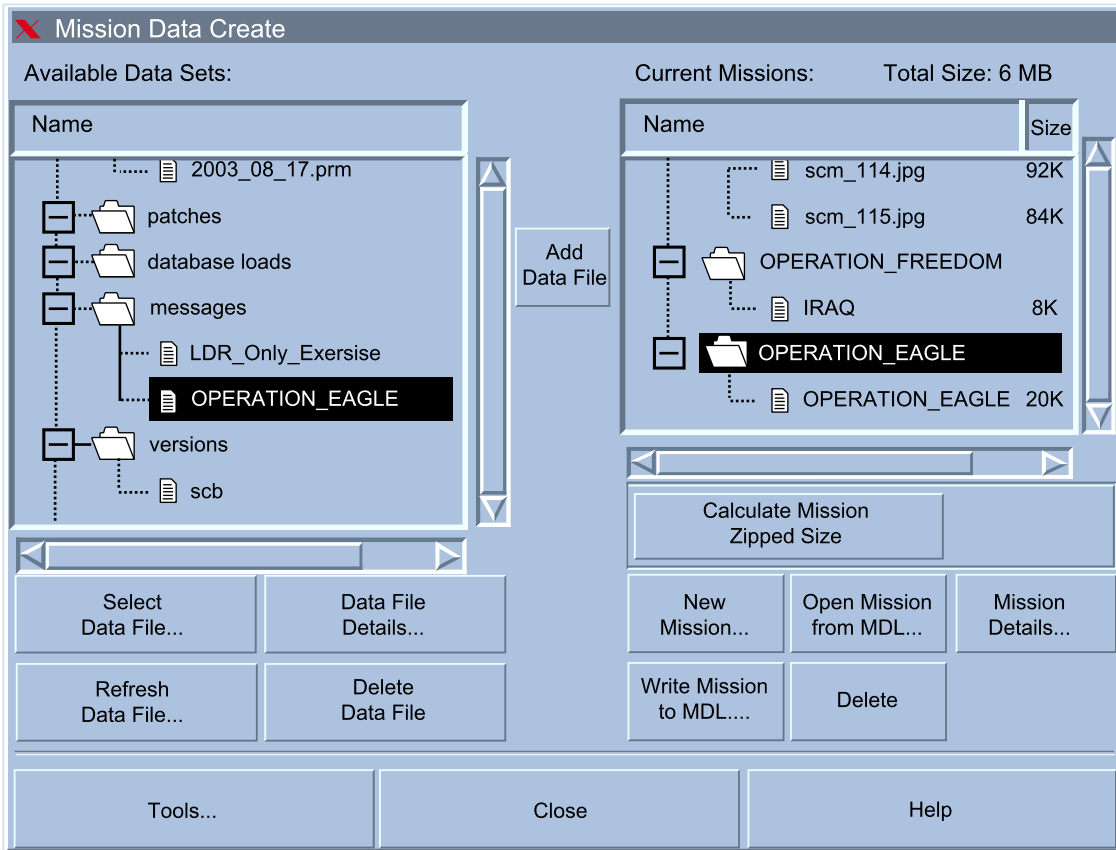 Mission Data Create
Available Data Sets:
Name
2003_08_17.prm
patches
database loads
messages
LDR_Only_Exersise
OPERATION_EAGLE
versions
scb
Select
Data File...
Data File
Details...
Refresh
Data File...
Delete
Data File
Add
Data File
Current Missions:
Total Size: 6 MB
Name
Size
scm_114.jpg 92K
scm_115.jpg 84K
OPERATION_FREEDOM
IRAQ 8K
OPERATION_EAGLE
OPERATION_EAGLE 20K
Calculate Mission
Zipped Size
New
Mission...
Open Mission
from MDL...
Mission
Details...
Write Mission
to MDL....
Delete
Tools...
Close
Help